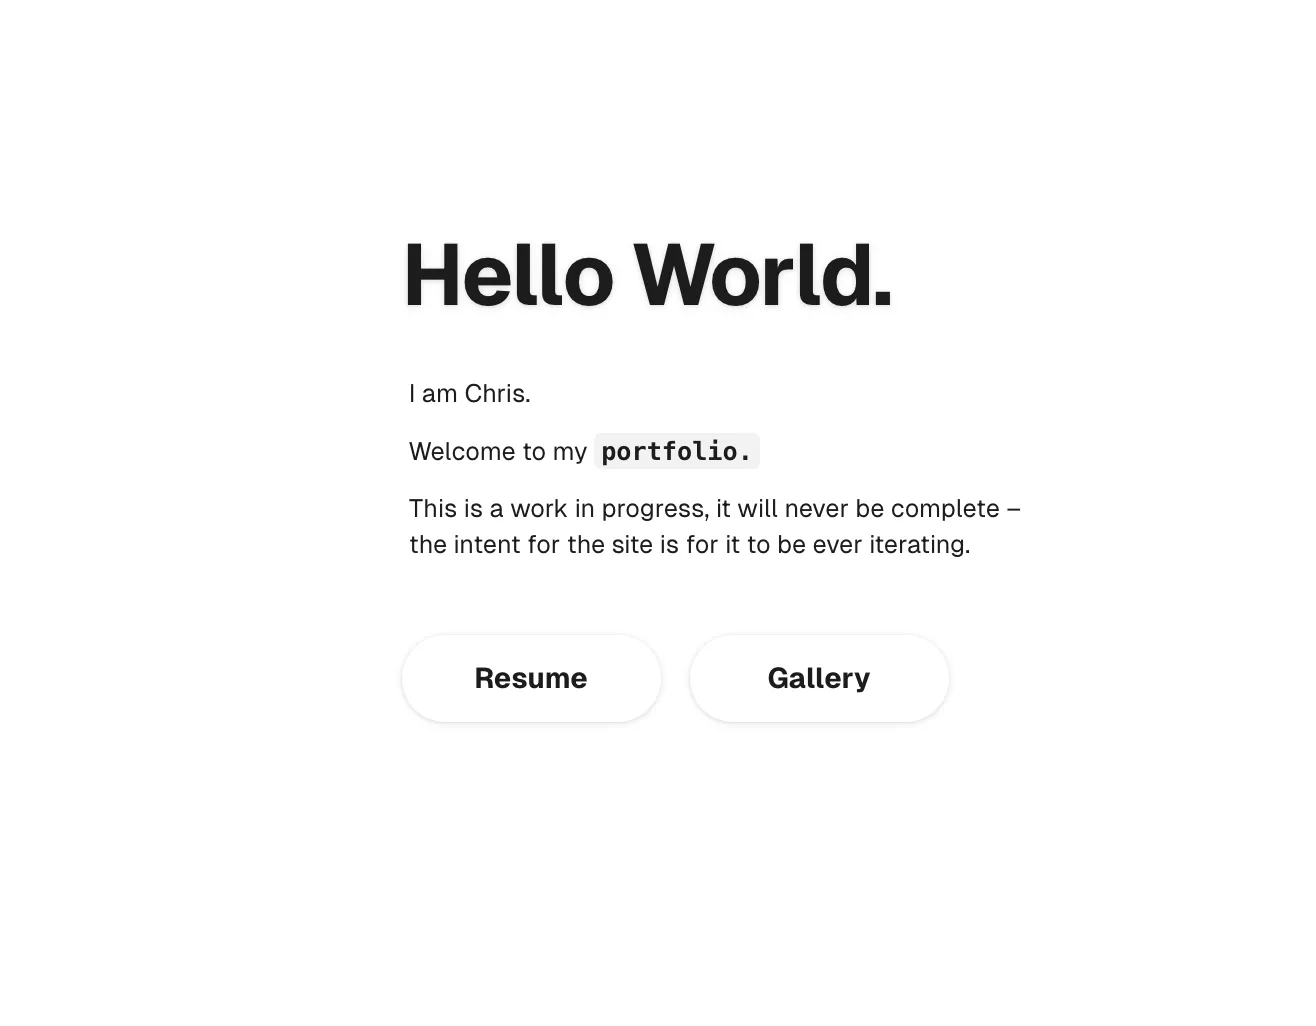 Hello World.
I am Chris.
Welcome to my portfolio.
This is a work in progress, it will never be complete –
the intent for the site is for it to be ever iterating.
Resume
Gallery